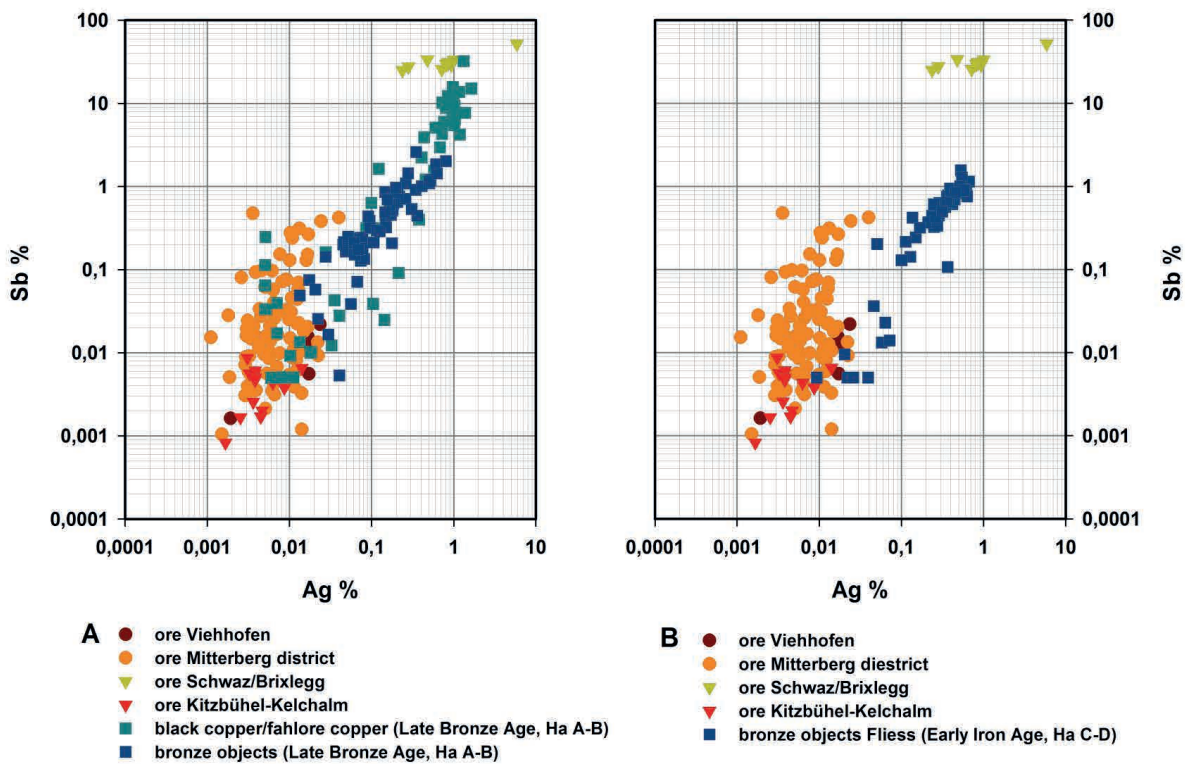 100
10
1
0,1
0,01
0,001
0,0001
Sb %
0,0001 0,001 0,01 0,1 1 10
Ag %
A
ore Viehhofen
ore Mitterberg district
ore Schwaz/Brixlegg
ore Kitzbühel-Kelchalm
black copper/fahlore copper (Late Bronze Age, Ha A-B)
bronze objects (Late Bronze Age, Ha A-B)
100
10
1
0,1
0,01
0,001
0,0001
Sb %
0,0001 0,001 0,01 0,1 1 10
Ag %
B
ore Viehhofen
ore Mitterberg diestrict
ore Schwaz/Brixlegg
ore Kitzbühel-Kelchalm
bronze objects Fliess (Early Iron Age, Ha C-D)